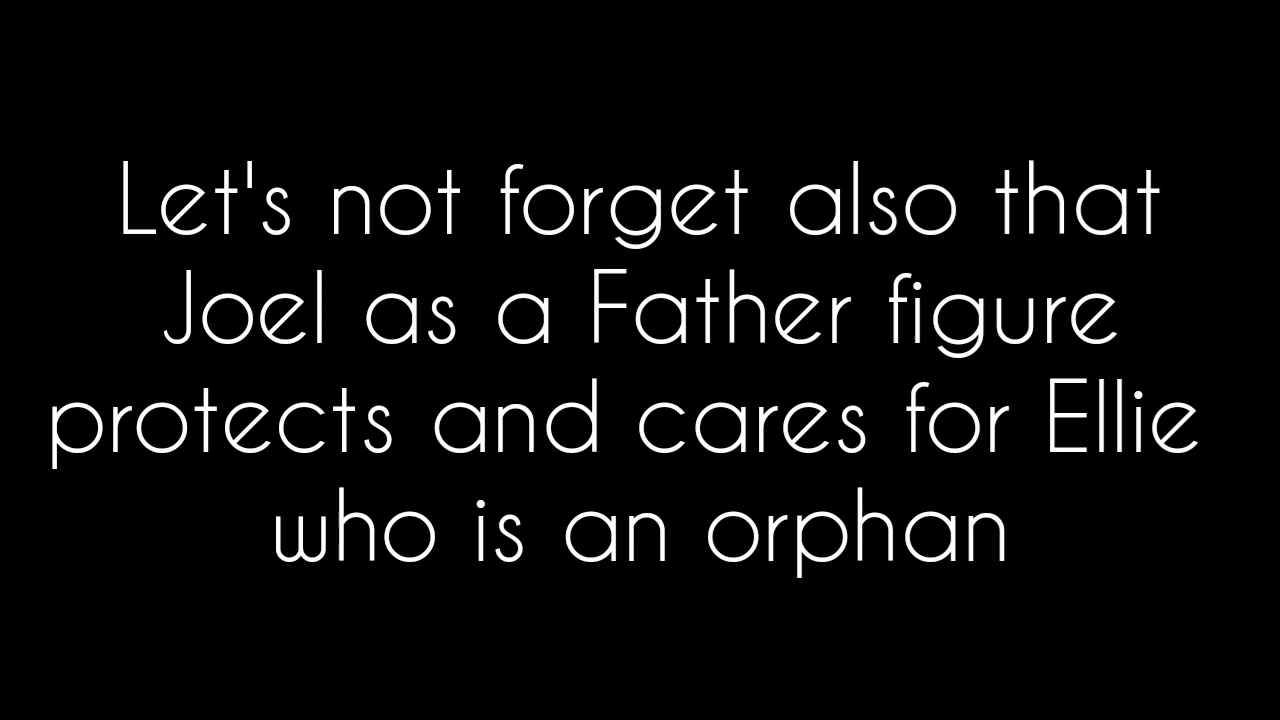 Let's not forget also that
Joel as a Father figure
protects and cares for Ellie
who is an orphan